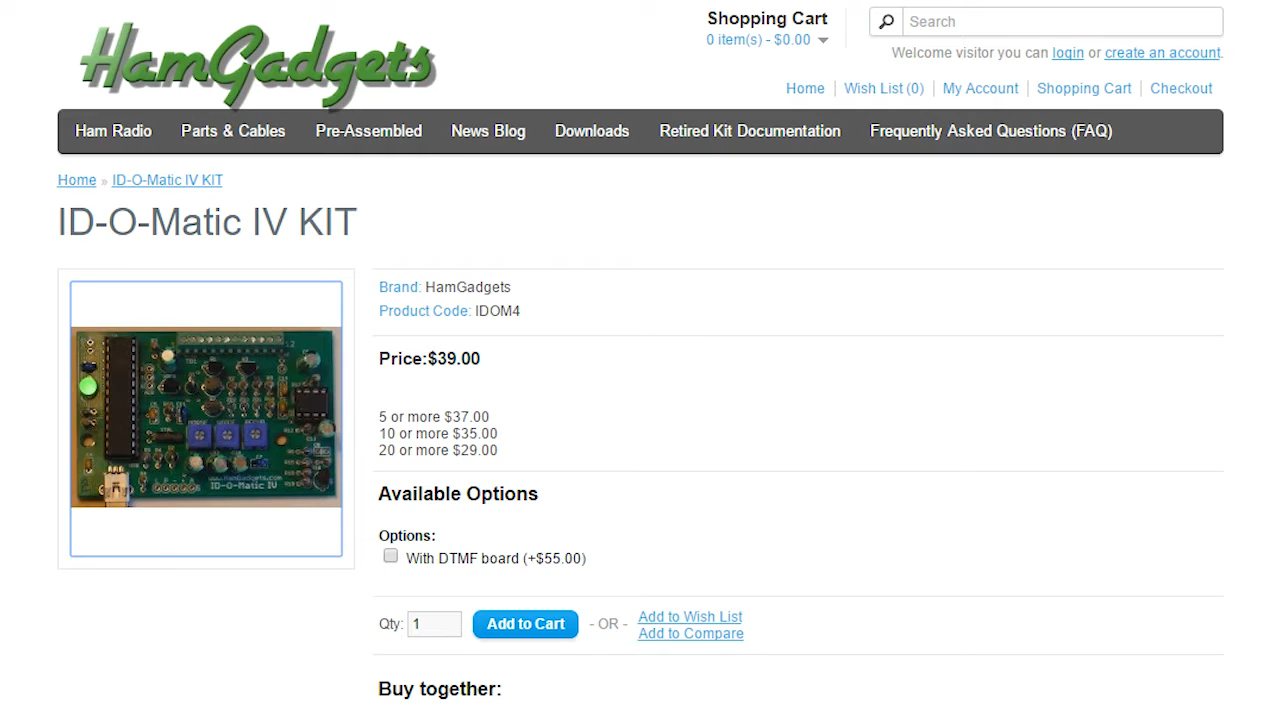 HamGadgets
Shopping Cart
0 item(s) - $0.00
Search
Welcome visitor you can login or create an account.
Home
Wish List (0)
My Account
Shopping Cart
Checkout
Ham Radio
Parts & Cables
Pre-Assembled
News Blog
Downloads
Retired Kit Documentation
Frequently Asked Questions (FAQ)
Home » ID-O-Matic IV KIT
ID-O-Matic IV KIT
www.HamGadgets.com
ID-O-Matic IV
Brand: HamGadgets
Product Code: IDOM4
Price:$39.00
5 or more $37.00
10 or more $35.00
20 or more $29.00
Available Options
Options:
With DTMF board (+$55.00)
Qty: 1
Add to Cart
- OR -
Add to Wish List
Add to Compare
Buy together: